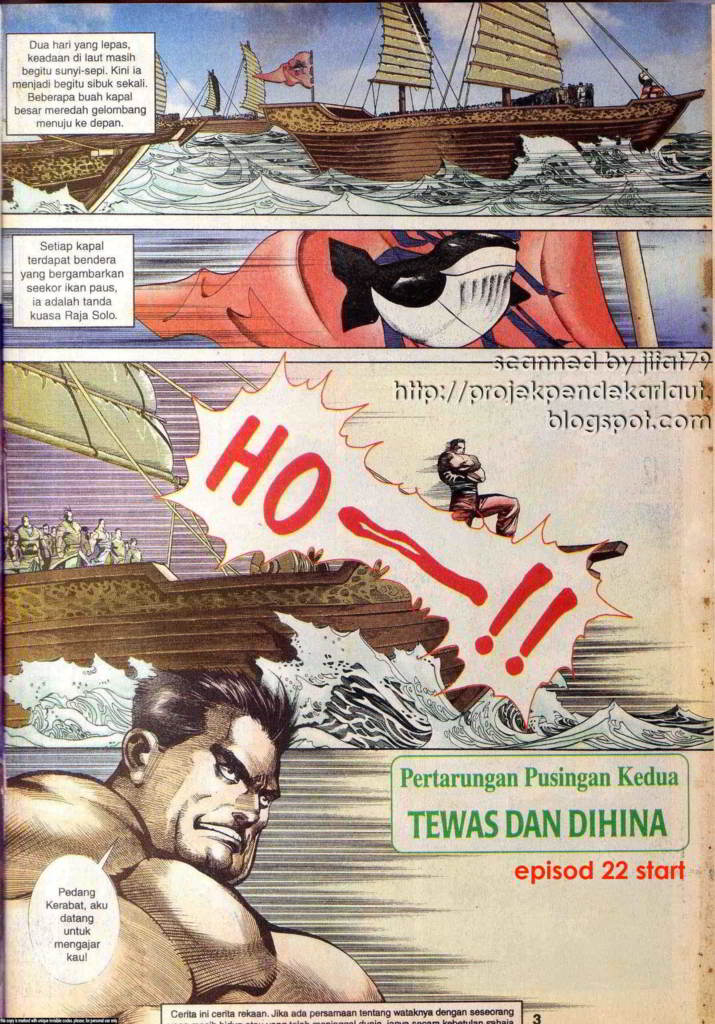 Dua hari yang lepas,
keadaan di laut masih
begitu sunyi-sepi. Kini ia
menjadi begitu sibuk sekali.
Beberapa buah kapal
besar meredah gelombang
menuju ke depan.
Setiap kapal
terdapat bendera
yang bergambarkan
seekor ikan paus,
ia adalah tanda
kuasa Raja Solo.
scanned by jifat79
http://projekpendekarlaut.
blogspot.com
HO—!!
Pertarungan Pusingan Kedua
TEWAS DAN DIHINA
episod 22 start
Pedang
Kerabat, aku
datang
untuk
mengajar
kau!
Cerita ini cerita rekaan. Jika ada persamaan tentang wataknya dengan seseorang
3